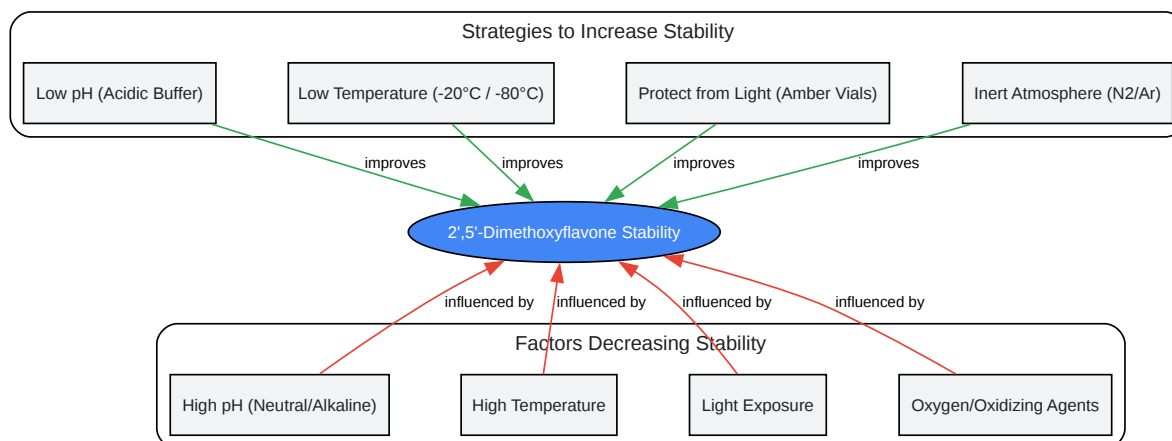 Strategies to Increase Stability
Low pH (Acidic Buffer)
Low Temperature (-20°C / -80°C)
Protect from Light (Amber Vials)
Inert Atmosphere (N2/Ar)
improves
improves
improves
improves
2',5'-Dimethoxyflavone Stability
influenced by
influenced by
influenced by
influenced by
Factors Decreasing Stability
High pH (Neutral/Alkaline)
High Temperature
Light Exposure
Oxygen/Oxidizing Agents